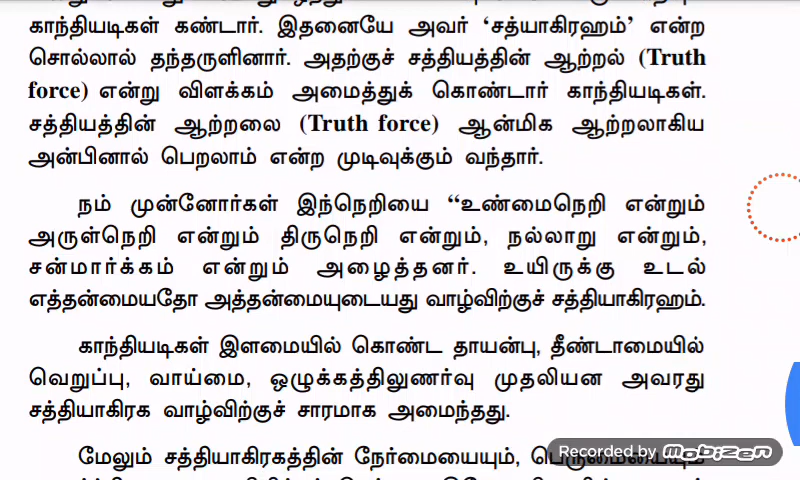 காந்தியடிகள் கண்டார். இதனையே அவர் ‘சத்யாகிரஹம்’ என்ற
சொல்லால் தந்தருளினார். அதற்குச் சத்தியத்தின் ஆற்றல் (Truth
force) என்று விளக்கம் அமைத்துக் கொண்டார் காந்தியடிகள்.
சத்தியத்தின் ஆற்றலை (Truth force) ஆன்மிக ஆற்றலாகிய
அன்பினால் பெறலாம் என்ற முடிவுக்கும் வந்தார்.
நம் முன்னோர்கள் இந்நெறியை “உண்மைநெறி என்றும்
அருள்நெறி என்றும் திருநெறி என்றும், நல்லாறு என்றும்,
சன்மார்க்கம் என்றும் அழைத்தனர். உயிருக்கு உடல்
எத்தன்மையதோ அத்தன்மையுடையது வாழ்விற்குச் சத்தியாகிரஹம்.
காந்தியடிகள் இளமையில் கொண்ட தாயன்பு, தீண்டாமையில்
வெறுப்பு, வாய்மை, ஒழுக்கத்திலுணர்வு முதலியன அவரது
சத்தியாகிரக வாழ்விற்குச் சாரமாக அமைந்தது.
மேலும் சத்தியாகிரகத்தின் நேர்மையையும், பெருமையையும்
Recorded by Mobizen